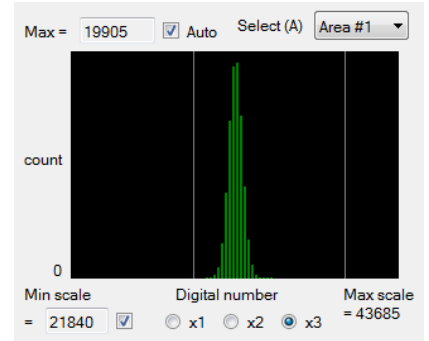 Max = 19905 Auto Select (A) Area #1
count
0
Min scale Digital number Max scale
= 21840 x1 x2 x3 = 43685